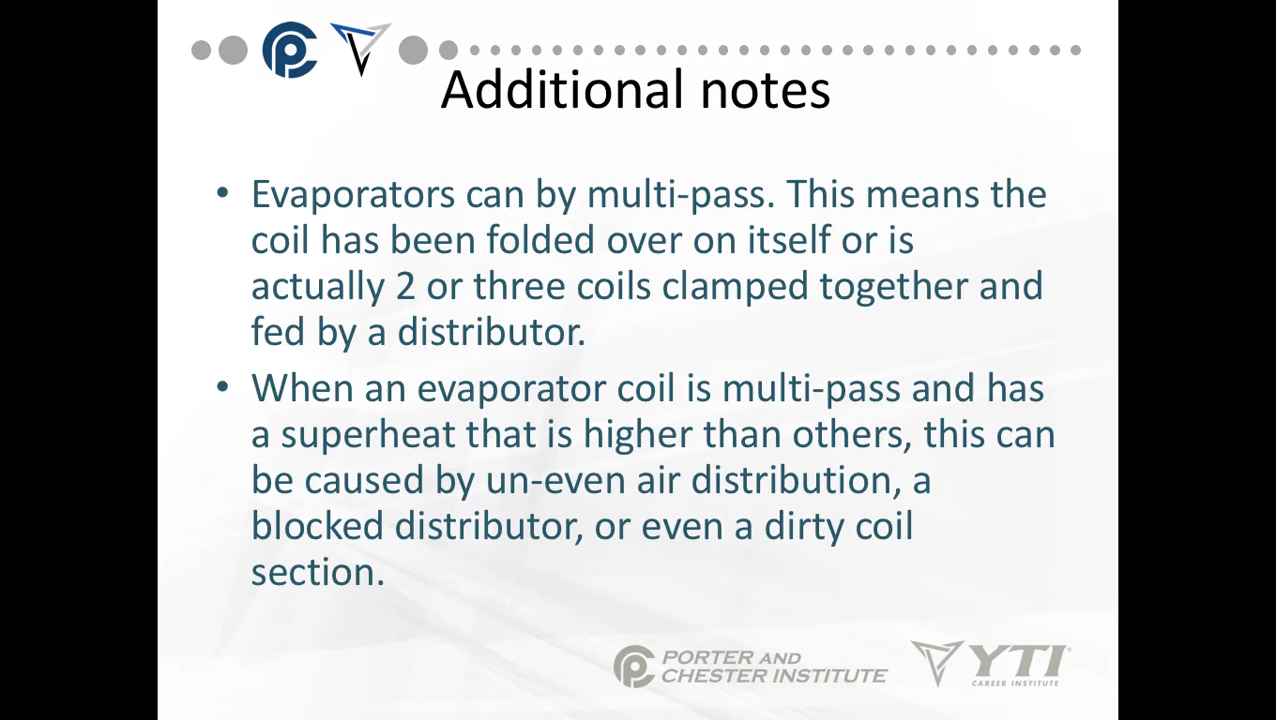 Additional notes
• Evaporators can by multi-pass. This means the
coil has been folded over on itself or is
actually 2 or three coils clamped together and
fed by a distributor.
• When an evaporator coil is multi-pass and has
a superheat that is higher than others, this can
be caused by un-even air distribution, a
blocked distributor, or even a dirty coil
section.
PORTER AND
CHESTER INSTITUTE
YTI
CAREER INSTITUTE